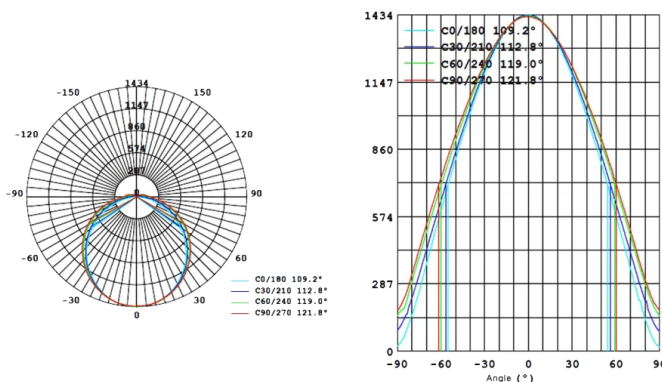 1434
1147
860
574
287
0
-150
150
-120
120
-90
90
-60
60
-30
30
0
C0/180 109.2°
C30/210 112.8°
C60/240 119.0°
C90/270 121.8°
1434
1147
860
574
287
0
C0/180 109.2°
C30/210 112.8°
C60/240 119.0°
C90/270 121.8°
-90 -60 -30 0 30 60 90
Angle (°)